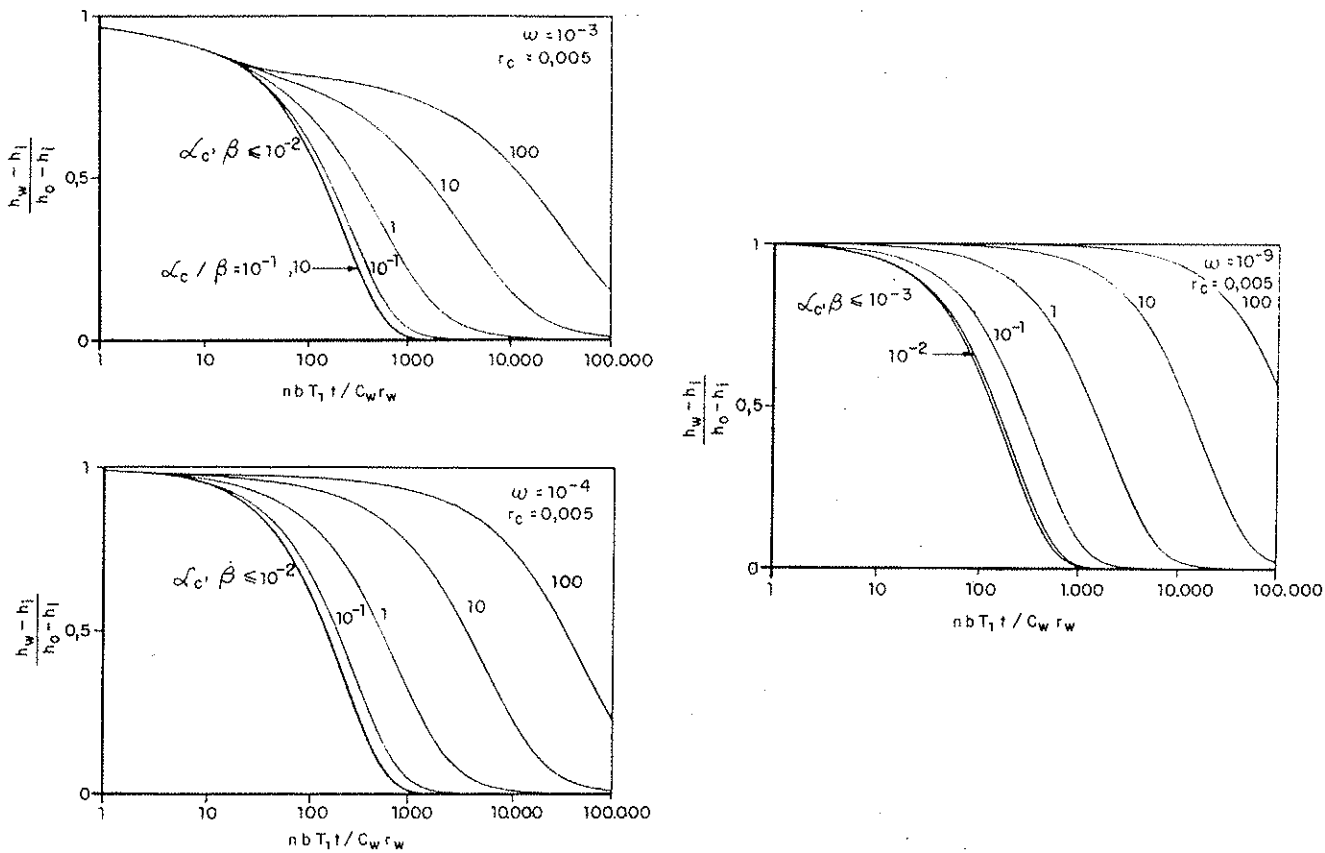 1
ω = 10⁻³
r_c = 0,005
α_c, β ⩽ 10⁻²
100
h_w − h_i
h_o − h_i
0,5
10
1
α_c / β = 10⁻¹, 10
10⁻¹
0
1 10 100 1000 10.000 100.000
n b T₁ t / C_w r_w
1
ω = 10⁻⁴
r_c = 0,005
α_c, β ⩽ 10⁻²
100
h_w − h_i
h_o − h_i
0,5
10⁻¹
1
10
0
1 10 100 1.000 10.000 100.000
n b T₁ t / C_w r_w
1
ω = 10⁻⁹
r_c = 0,005
α_c, β ⩽ 10⁻³
100
10
1
10⁻¹
10⁻²
h_w − h_i
h_o − h_i
0,5
0
1 10 100 1.000 10.000 100.000
n b T₁ t / C_w r_w